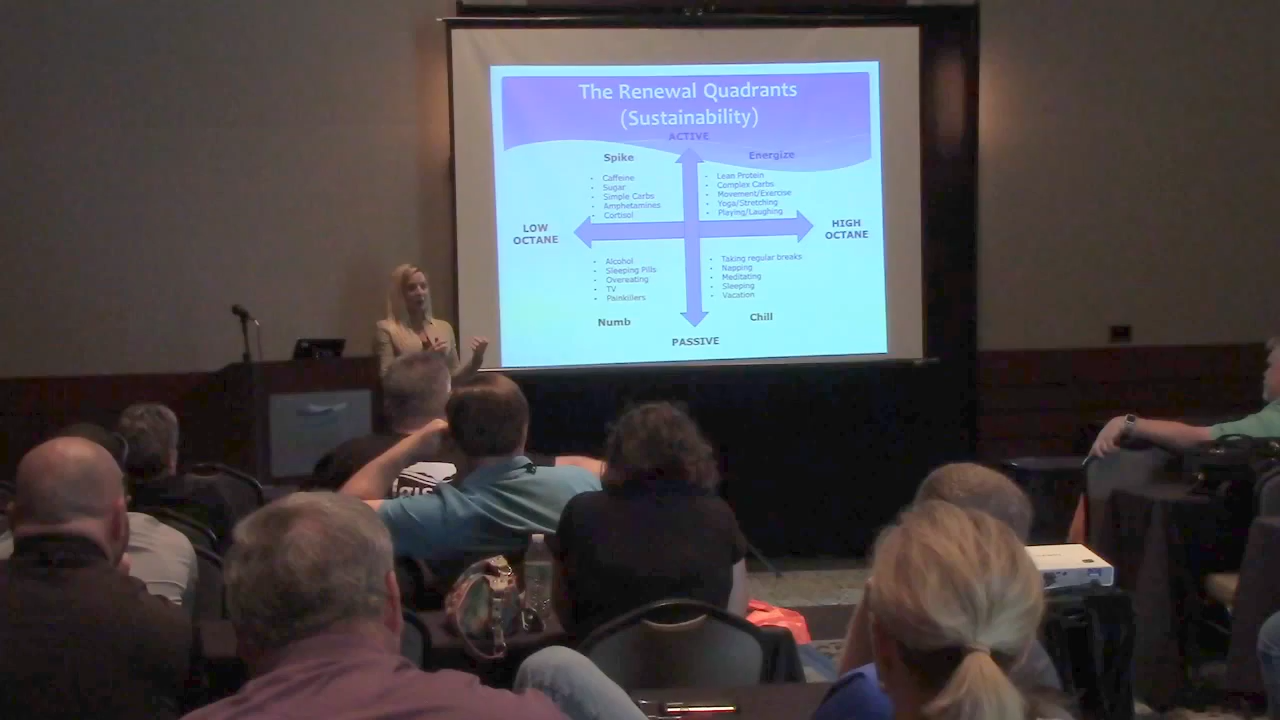 The Renewal Quadrants
(Sustainability)
ACTIVE
Spike
Energize
• Caffeine
• Sugar
• Simple Carbs
• Amphetamines
• Cortisol
• Lean Protein
• Complex Carbs
• Movement/Exercise
• Yoga/Stretching
• Playing/Laughing
LOW
OCTANE
HIGH
OCTANE
• Alcohol
• Sleeping Pills
• Overeating
• TV
• Painkillers
• Taking regular breaks
• Napping
• Meditating
• Sleeping
• Vacation
Numb
Chill
PASSIVE